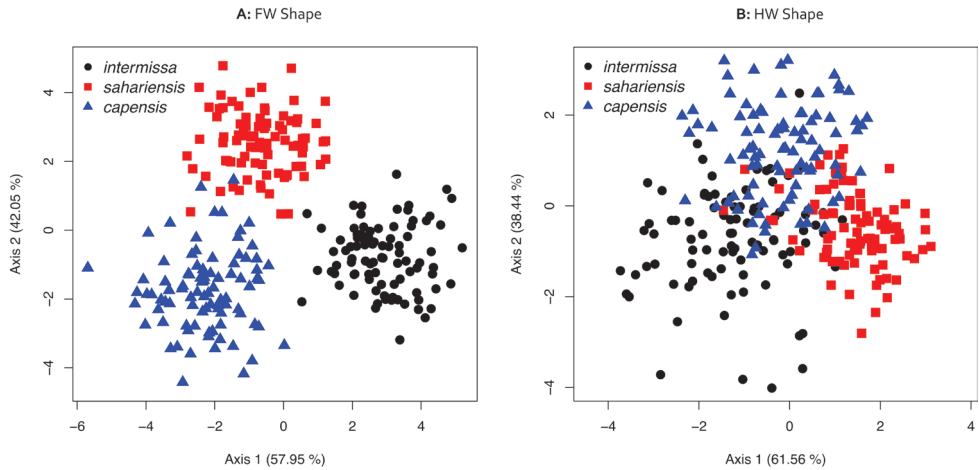 A: FW Shape
intermissa
sahariensis
capensis
Axis 2 (42.05 %)
4
2
0
−2
−4
−6
−4
−2
0
2
4
6
Axis 1 (57.95 %)
B: HW Shape
intermissa
sahariensis
capensis
Axis 2 (38.44 %)
2
0
−2
−4
−4
−2
0
2
4
Axis 1 (61.56 %)